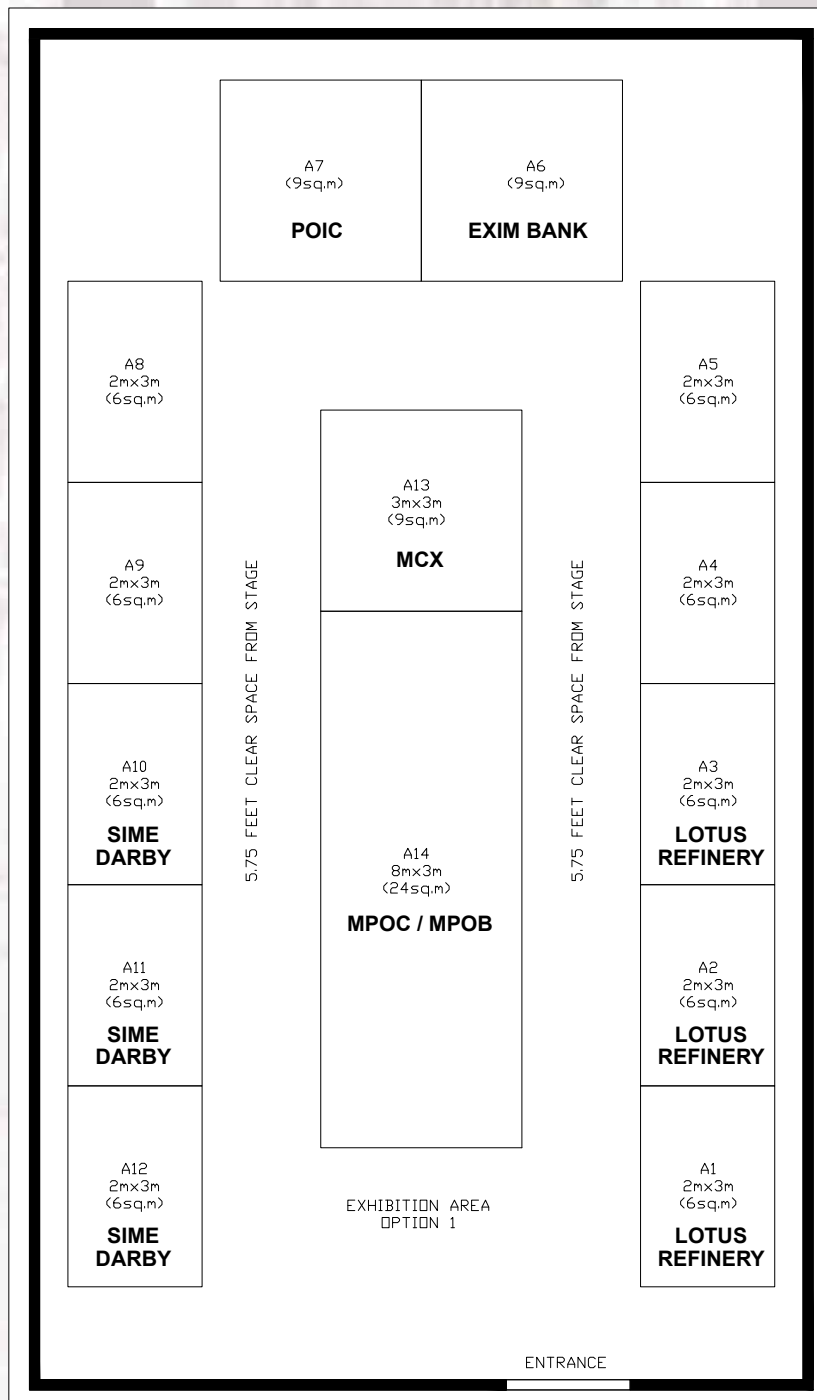 A7
(9sq.m)
POIC
A6
(9sq.m)
EXIM BANK
A8
2mx3m
(6sq.m)
A5
2mx3m
(6sq.m)
A13
3mx3m
(9sq.m)
MCX
A9
2mx3m
(6sq.m)
A4
2mx3m
(6sq.m)
5.75 FEET CLEAR SPACE FROM STAGE
5.75 FEET CLEAR SPACE FROM STAGE
A10
2mx3m
(6sq.m)
SIME
DARBY
A3
2mx3m
(6sq.m)
LOTUS
REFINERY
A14
8mx3m
(24sq.m)
MPOC / MPOB
A11
2mx3m
(6sq.m)
SIME
DARBY
A2
2mx3m
(6sq.m)
LOTUS
REFINERY
A12
2mx3m
(6sq.m)
SIME
DARBY
EXHIBITION AREA
OPTION 1
A1
2mx3m
(6sq.m)
LOTUS
REFINERY
ENTRANCE